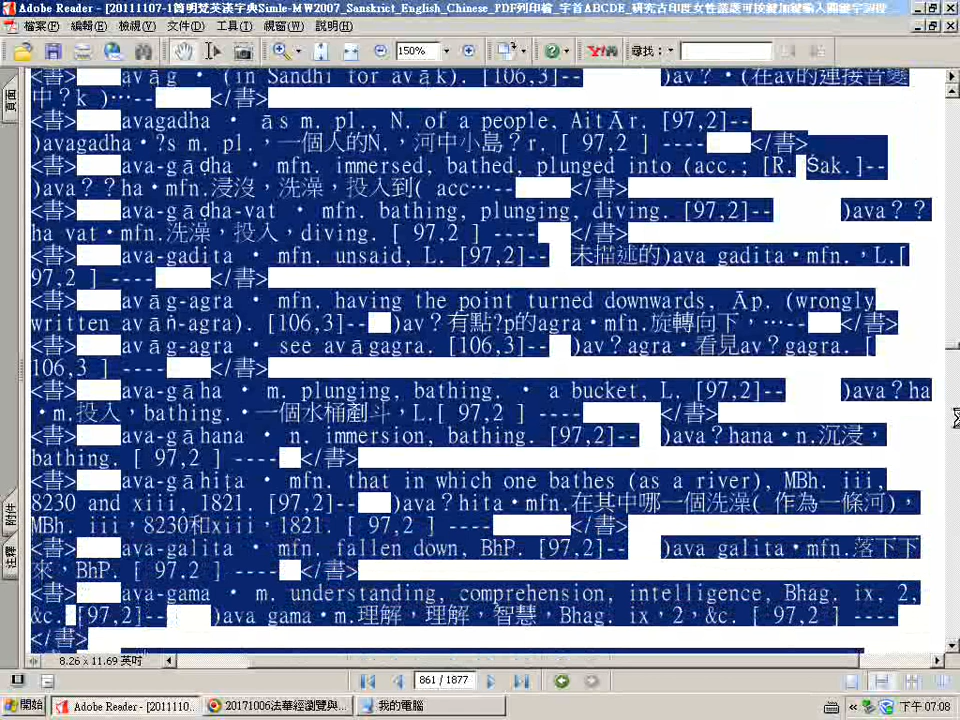 Adobe Reader - [20111107-1簡明梵英漢字典Simle-MW2007_Sanskrict_English_Chinese_PDF列印檔_字首ABCDE_研究古印度女性議題可按鍵加鍵輸入關鍵字詞搜
檔案(F) 編輯(E) 檢視(V) 文件(D) 工具(T) 視窗(W) 說明(H)
150% 尋找：
頁面
附件
注釋
<書> avāg ‧ (in Sandhi for avāk). [106,3]-- )av？‧(在av的連接音變
中？k )…-- </書>
<書> avagadha ‧ ās m. pl., N. of a people, AitĀr. [97,2]--
)avagadha‧?s m. pl.，一個人的N.，河中小島？r. [ 97,2 ] ---- </書>
<書> ava-gāḍha ‧ mfn. immersed, bathed, plunged into (acc.; [R. Śak.]--
)ava？？ha‧mfn.浸沒，洗澡，投入到( acc…-- </書>
<書> ava-gāḍha-vat ‧ mfn. bathing, plunging, diving. [97,2]-- )ava？？
ha vat‧mfn.洗澡，投入，diving. [ 97,2 ] ---- </書>
<書> ava-gadita ‧ mfn. unsaid, L. [97,2]-- 未描述的)ava gadita‧mfn.，L.[
97,2 ] ---- </書>
<書> avāg-agra ‧ mfn. having the point turned downwards, Āp. (wrongly
written avāṅ-agra). [106,3]-- )av？有點?p的agra‧mfn.旋轉向下，…-- </書>
<書> avāg-agra ‧ see avāgagra. [106,3]-- )av？agra‧看見av？gagra. [
106,3 ] ---- </書>
<書> ava-gāha ‧ m. plunging, bathing. ‧ a bucket, L. [97,2]-- )ava？ha
‧m.投入，bathing.‧一個水桶剷斗，L.[ 97,2 ] ---- </書>
<書> ava-gāhana ‧ n. immersion, bathing. [97,2]-- )ava？hana‧n.沉浸，
bathing. [ 97,2 ] ---- </書>
<書> ava-gāhita ‧ mfn. that in which one bathes (as a river), MBh. iii,
8230 and xiii, 1821. [97,2]-- )ava？hita‧mfn.在其中哪一個洗澡( 作為一條河)，
MBh. iii，8230和xiii，1821. [ 97,2 ] ---- </書>
<書> ava-galita ‧ mfn. fallen down, BhP. [97,2]-- )ava galita‧mfn.落下下
來，BhP. [ 97,2 ] ---- </書>
<書> ava-gama ‧ m. understanding, comprehension, intelligence, Bhag. ix, 2,
&c. [97,2]-- )ava gama‧m.理解，理解，智慧，Bhag. ix，2，&c. [ 97,2 ] ----
</書>
8.26 x 11.69 英吋
861 / 1877
開始 Adobe Reader - [2011110... 20171006法華經瀏覽與... 我的電腦 下午 07:08